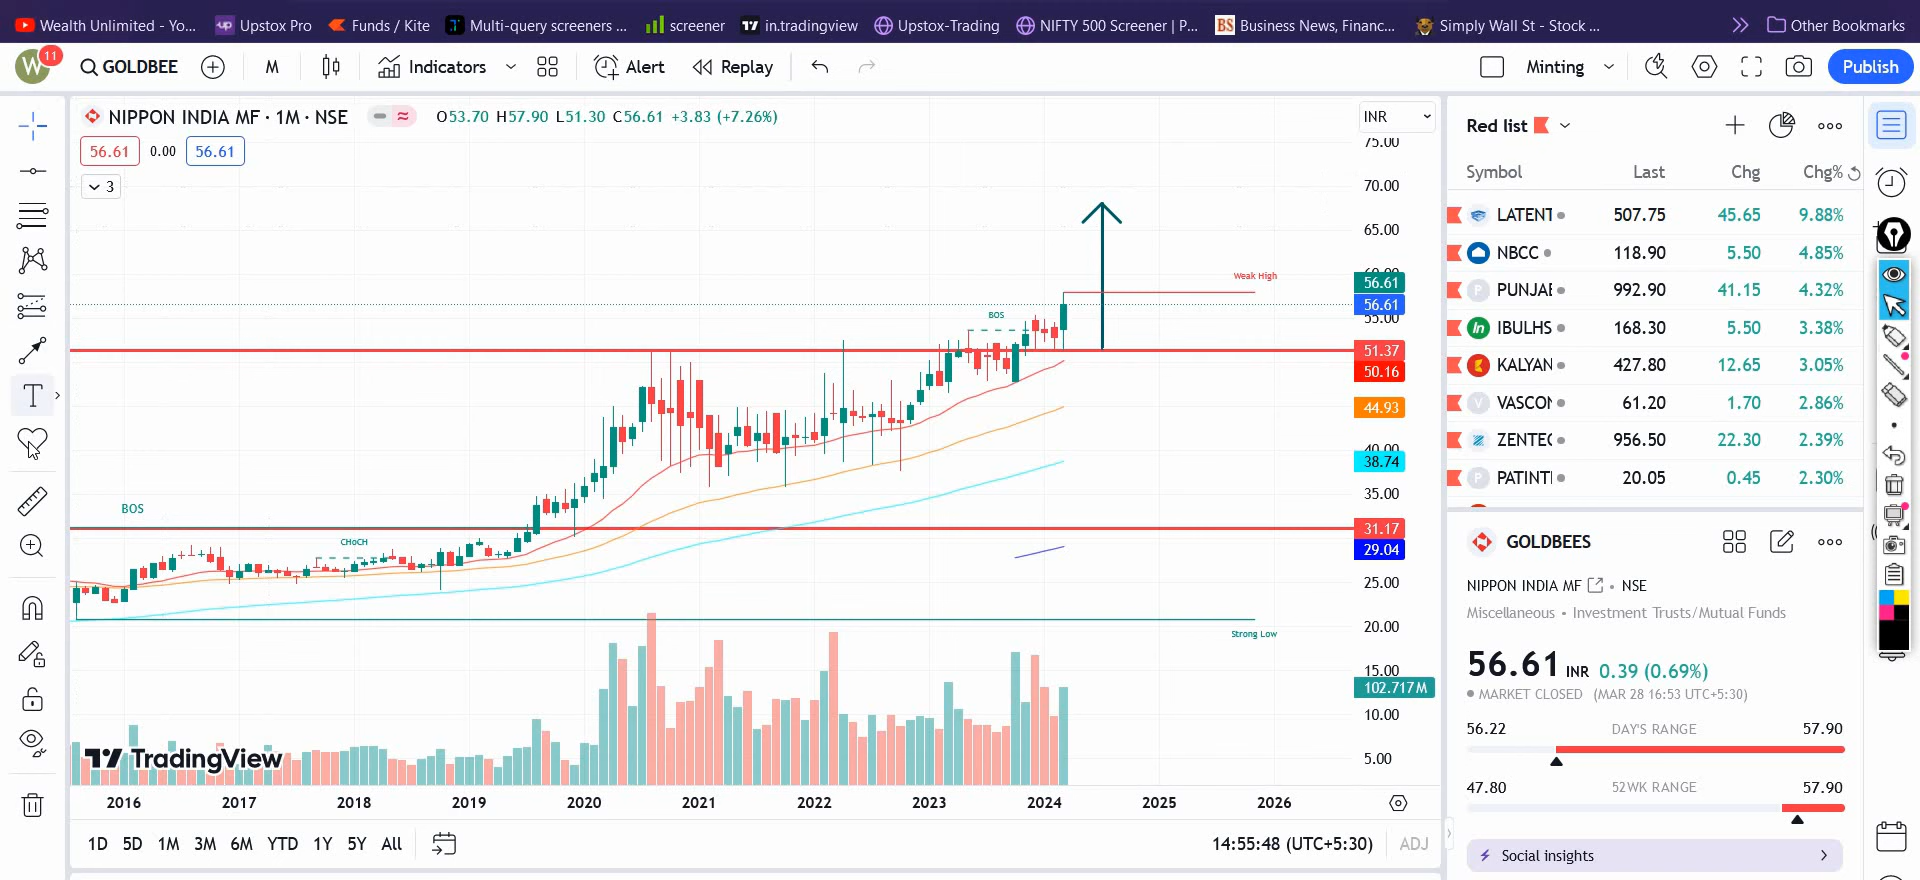 Wealth Unlimited - Yo... Upstox Pro Funds / Kite Multi-query screeners ... screener in.tradingview Upstox-Trading NIFTY 500 Screener | P... BS Business News, Financ... Simply Wall St - Stock ... Other Bookmarks
W 11 GOLDBEE M Indicators Alert Replay Minting Publish
NIPPON INDIA MF · 1M · NSE O53.70 H57.90 L51.30 C56.61 +3.83 (+7.26%)
56.61 0.00 56.61
3
INR
75.00
70.00
65.00
Weak High
56.61
56.61
BOS
55.00
51.37
50.16
44.93
40.00
38.74
35.00
BOS
31.17
CHoCH
29.04
25.00
20.00
Strong Low
15.00
102.717M
10.00
TradingView
5.00
2016 2017 2018 2019 2020 2021 2022 2023 2024 2025 2026
1D 5D 1M 3M 6M YTD 1Y 5Y All
14:55:48 (UTC+5:30) ADJ
Red list
Symbol Last Chg Chg%
LATENT 507.75 45.65 9.88%
NBCC 118.90 5.50 4.85%
P PUNJAB 992.90 41.15 4.32%
IBULHS 168.30 5.50 3.38%
KALYAN 427.80 12.65 3.05%
V VASCON 61.20 1.70 2.86%
ZENTEC 956.50 22.30 2.39%
P PATINT 20.05 0.45 2.30%
GOLDBEES
NIPPON INDIA MF • NSE
Miscellaneous • Investment Trusts/Mutual Funds
56.61 INR 0.39 (0.69%)
MARKET CLOSED (MAR 28 16:53 UTC+5:30)
56.22 DAY'S RANGE 57.90
47.80 52WK RANGE 57.90
Social insights